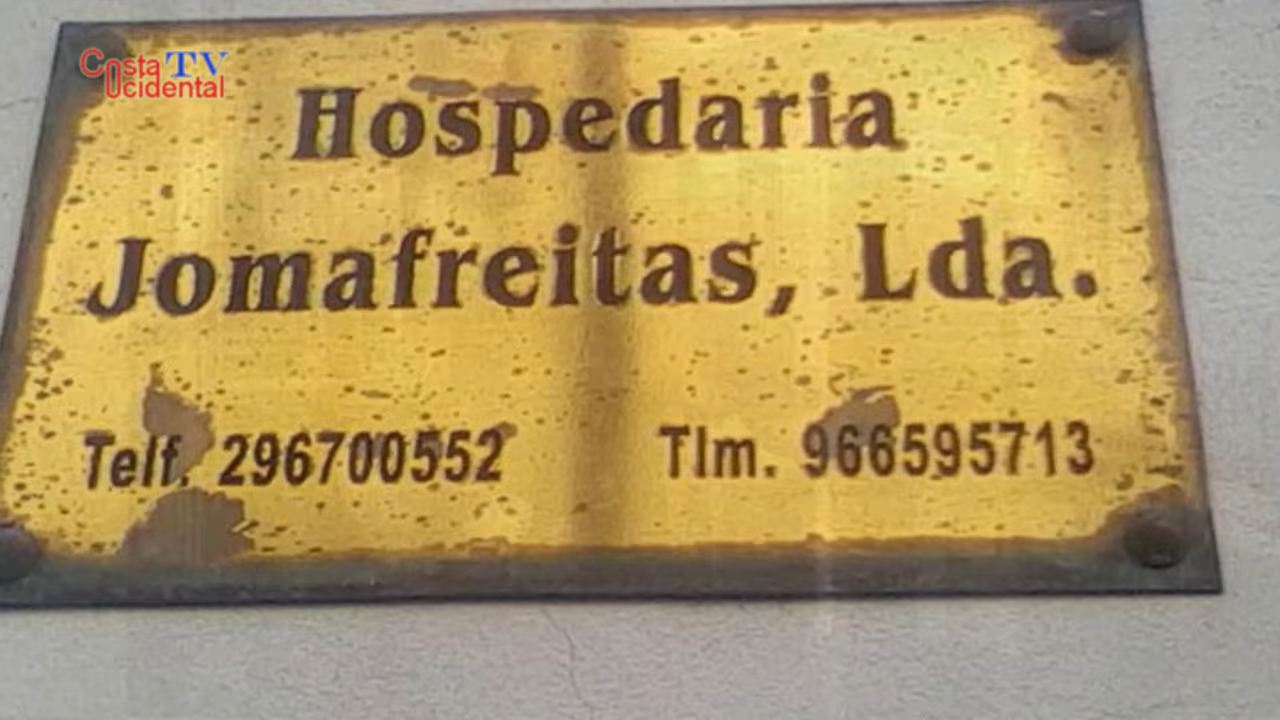 Costa TV
Ocidental
Hospedaria
Jomafreitas, Lda.
Telf. 296700552 Tlm. 966595713